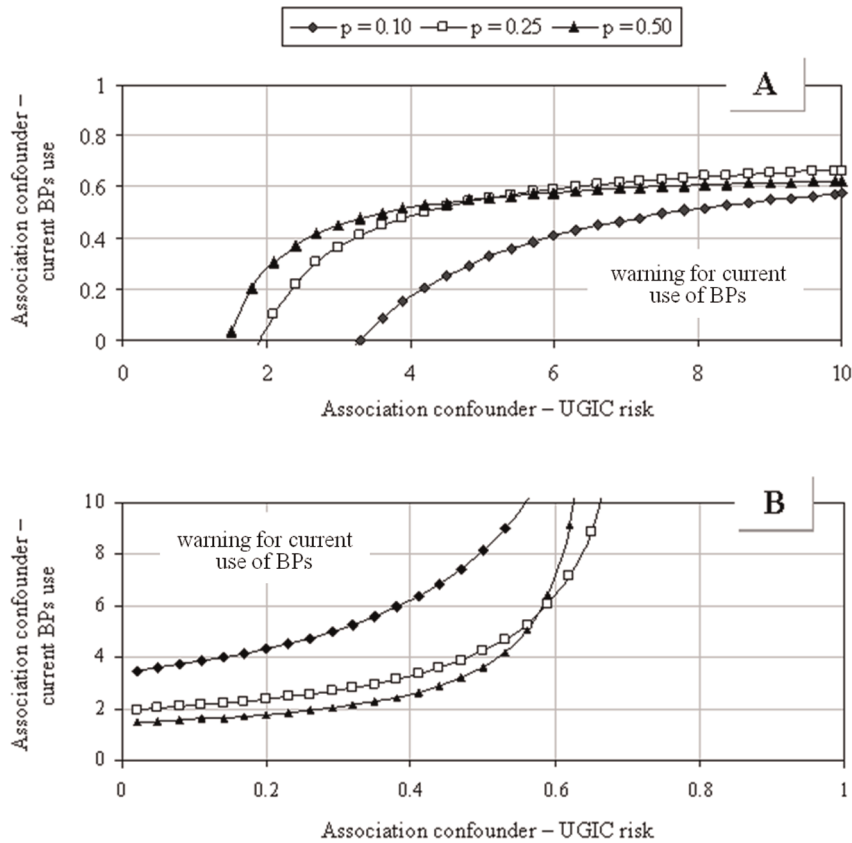 p = 0.10 p = 0.25 p = 0.50
A
Association confounder –
current BPs use
1
0.8
0.6
0.4
0.2
0
warning for current
use of BPs
0 2 4 6 8 10
Association confounder – UGIC risk
B
Association confounder –
current BPs use
10
8
6
4
2
0
warning for current
use of BPs
0 0.2 0.4 0.6 0.8 1
Association confounder – UGIC risk